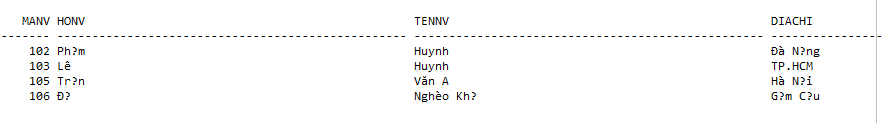 MANV HONV TENNV DIACHI
------- -------------------------------------------------- -------------------------------------------------- ----------------
102 Ph?m Huynh Đà N?ng
103 Lê Huynh TP.HCM
105 Tr?n Văn A Hà N?i
106 Đ? Nghèo Kh? G?m C?u